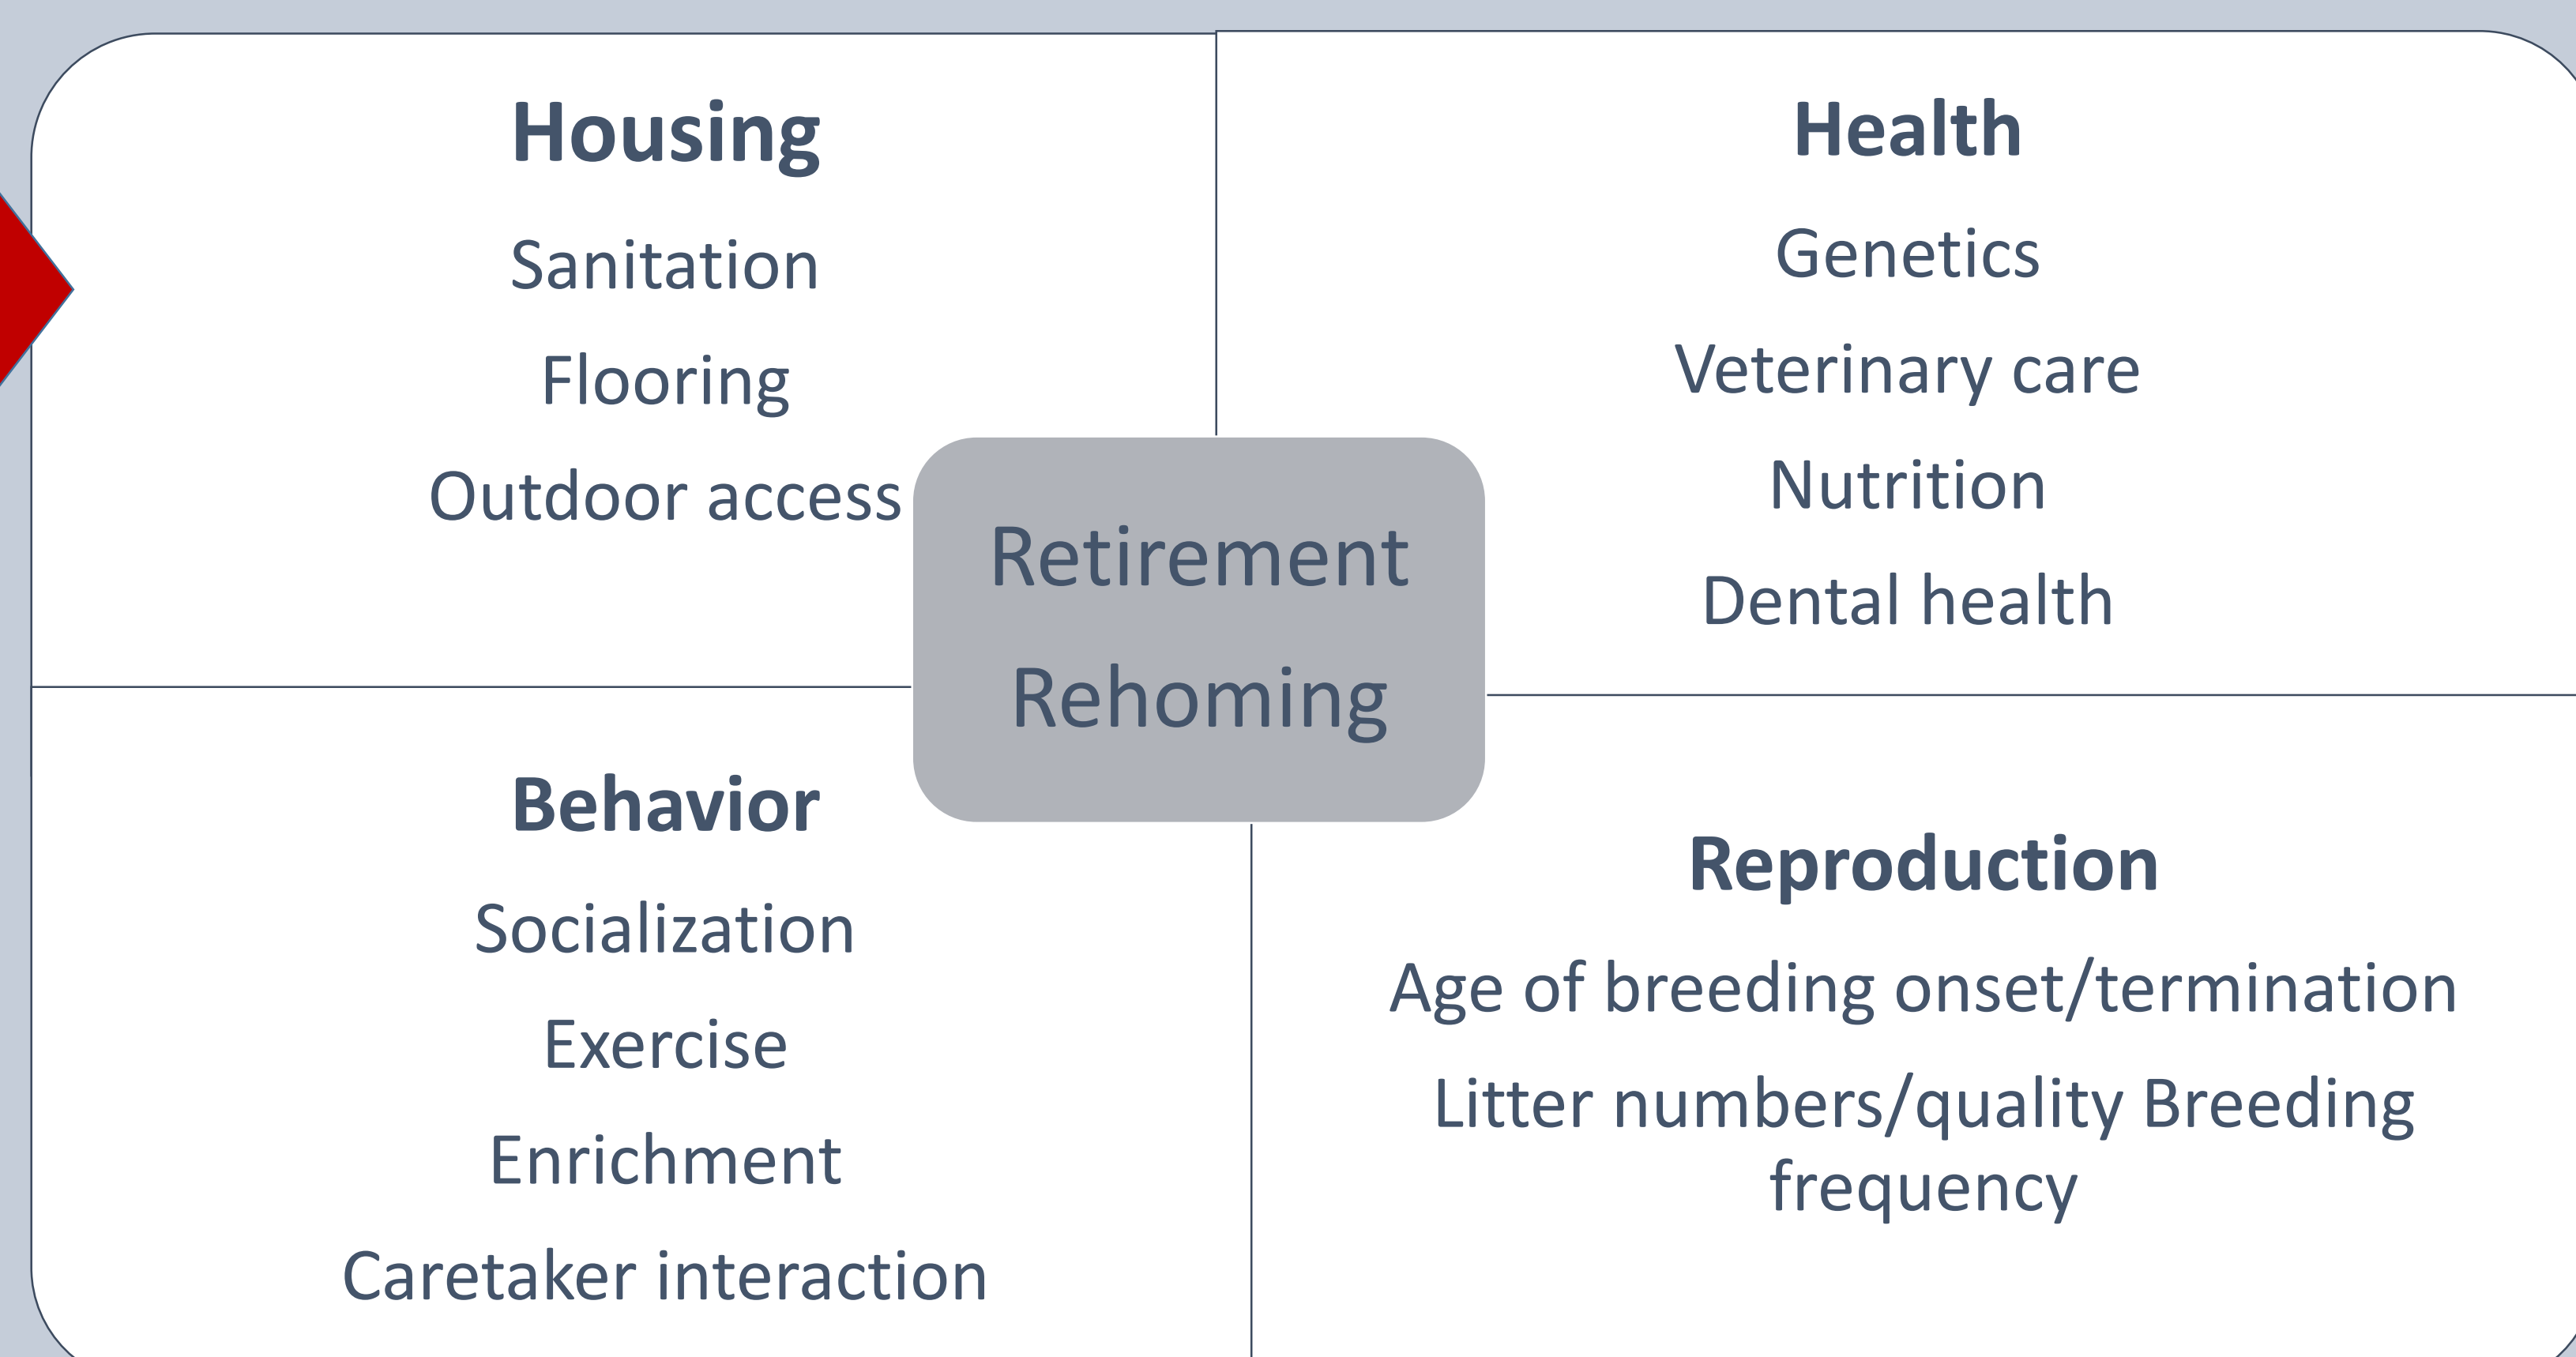 Housing
Sanitation
Flooring
Outdoor access
Health
Genetics
Veterinary care
Nutrition
Dental health
Retirement
Rehoming
Behavior
Socialization
Exercise
Enrichment
Caretaker interaction
Reproduction
Age of breeding onset/termination
Litter numbers/quality Breeding
frequency